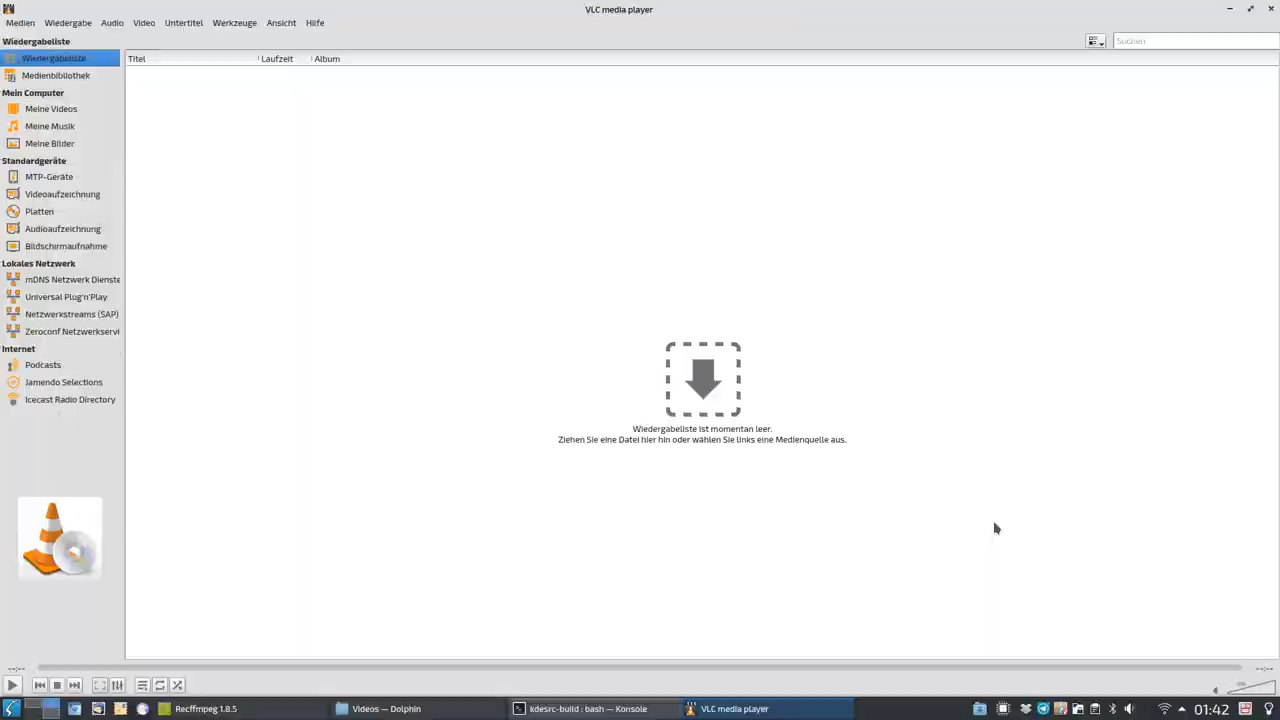 VLC media player
Medien Wiedergabe Audio Video Untertitel Werkzeuge Ansicht Hilfe
Wiedergabeliste
Suchen
Wiedergabeliste
Titel Laufzeit Album
Medienbibliothek
Mein Computer
Meine Videos
Meine Musik
Meine Bilder
Standardgeräte
MTP-Geräte
Videoaufzeichnung
Platten
Audioaufzeichnung
Bildschirmaufnahme
Lokales Netzwerk
mDNS Netzwerk Dienste
Universal Plug'n'Play
Netzwerkstreams (SAP)
Zeroconf Netzwerkservi
Internet
Podcasts
Jamendo Selections
Icecast Radio Directory
Wiedergabeliste ist momentan leer.
Ziehen Sie eine Datei hier hin oder wählen Sie links eine Medienquelle aus.
--:-- --:--
Recffmpeg 1.8.5 Videos — Dolphin kdesrc-build : bash — Konsole VLC media player 01:42